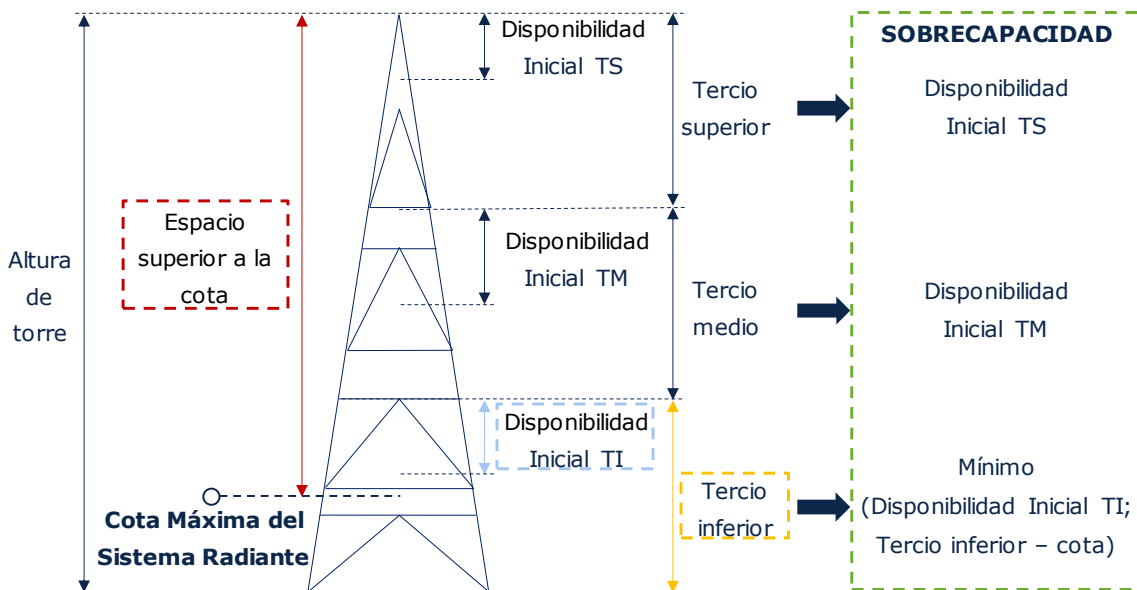 Altura
de
torre
Espacio
superior a la
cota
Cota Máxima del
Sistema Radiante
Disponibilidad
Inicial TS
Disponibilidad
Inicial TM
Disponibilidad
Inicial TI
Tercio
superior
Tercio
medio
Tercio
inferior
SOBRECAPACIDAD
Disponibilidad
Inicial TS
Disponibilidad
Inicial TM
Mínimo
(Disponibilidad Inicial TI;
Tercio inferior – cota)